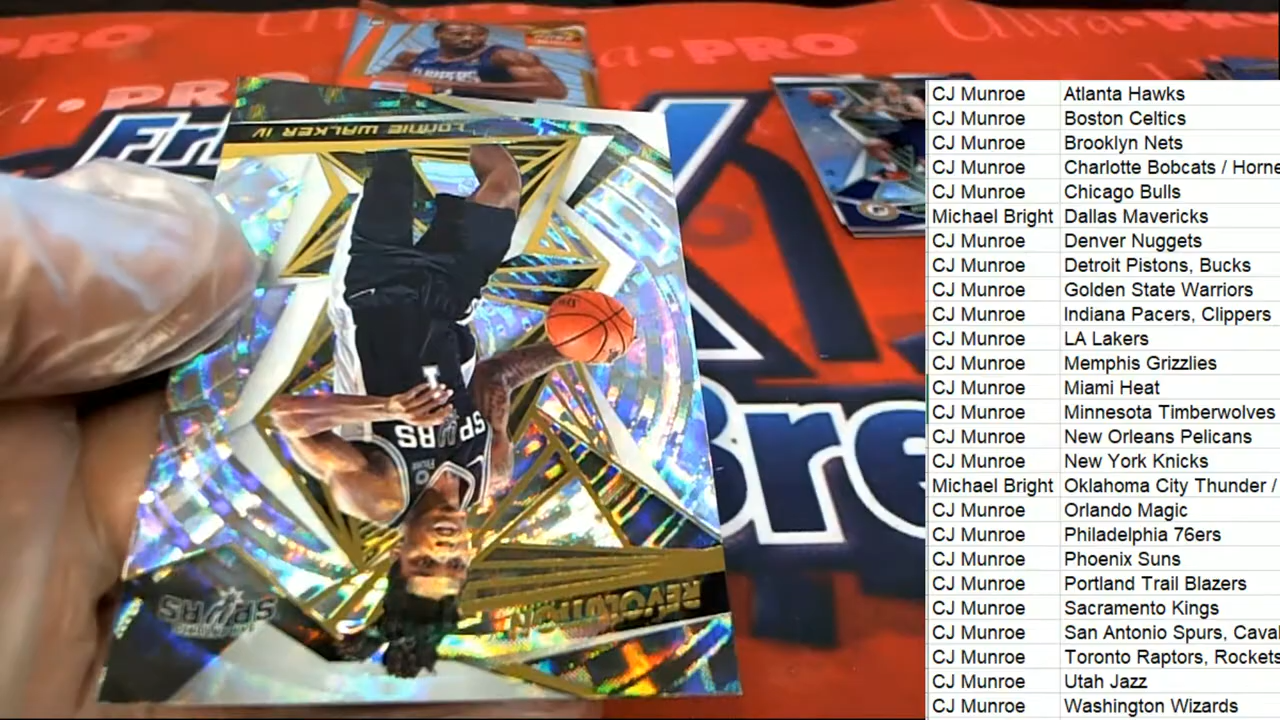 Ultra•PRO
PRO
CLIPPERS
LONNIE WALKER IV
SPURS
1
REVOLUTION
SPURS
Fr
Bre
CJ Munroe Atlanta Hawks
CJ Munroe Boston Celtics
CJ Munroe Brooklyn Nets
CJ Munroe Charlotte Bobcats / Horne
CJ Munroe Chicago Bulls
Michael Bright Dallas Mavericks
CJ Munroe Denver Nuggets
CJ Munroe Detroit Pistons, Bucks
CJ Munroe Golden State Warriors
CJ Munroe Indiana Pacers, Clippers
CJ Munroe LA Lakers
CJ Munroe Memphis Grizzlies
CJ Munroe Miami Heat
CJ Munroe Minnesota Timberwolves
CJ Munroe New Orleans Pelicans
CJ Munroe New York Knicks
Michael Bright Oklahoma City Thunder /
CJ Munroe Orlando Magic
CJ Munroe Philadelphia 76ers
CJ Munroe Phoenix Suns
CJ Munroe Portland Trail Blazers
CJ Munroe Sacramento Kings
CJ Munroe San Antonio Spurs, Caval
CJ Munroe Toronto Raptors, Rockets
CJ Munroe Utah Jazz
CJ Munroe Washington Wizards